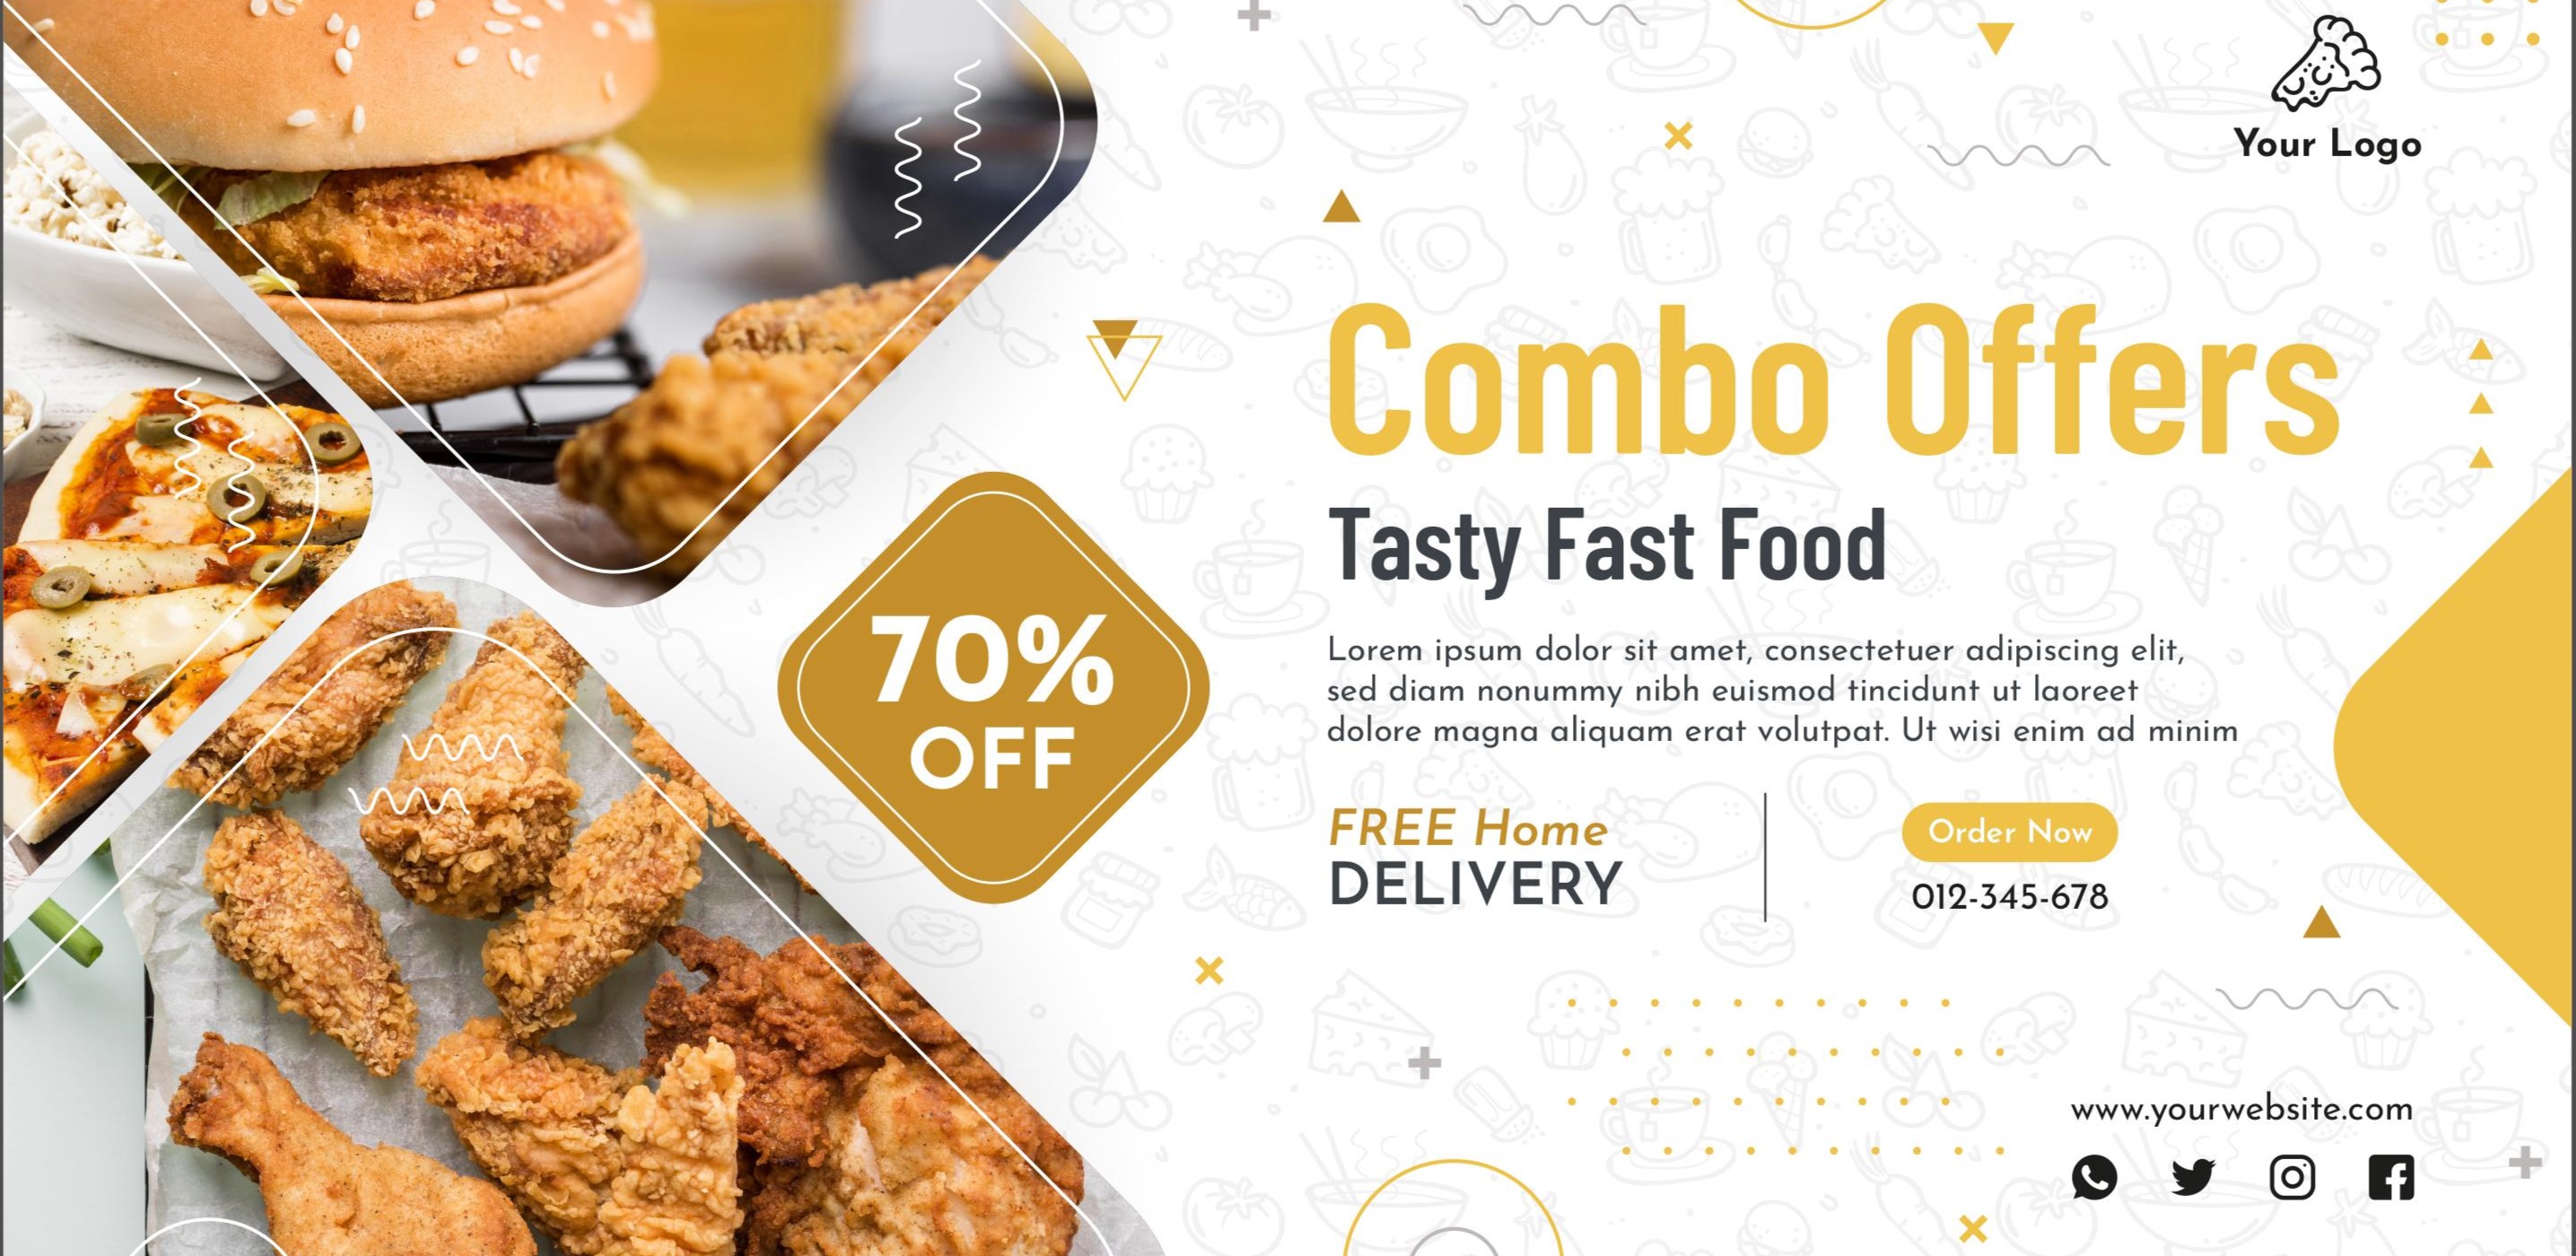 Your Logo
Combo Offers
Tasty Fast Food
Lorem ipsum dolor sit amet, consectetuer adipiscing elit,
sed diam nonummy nibh euismod tincidunt ut laoreet
dolore magna aliquam erat volutpat. Ut wisi enim ad minim
70%
OFF
FREE Home
DELIVERY
Order Now
012-345-678
www.yourwebsite.com